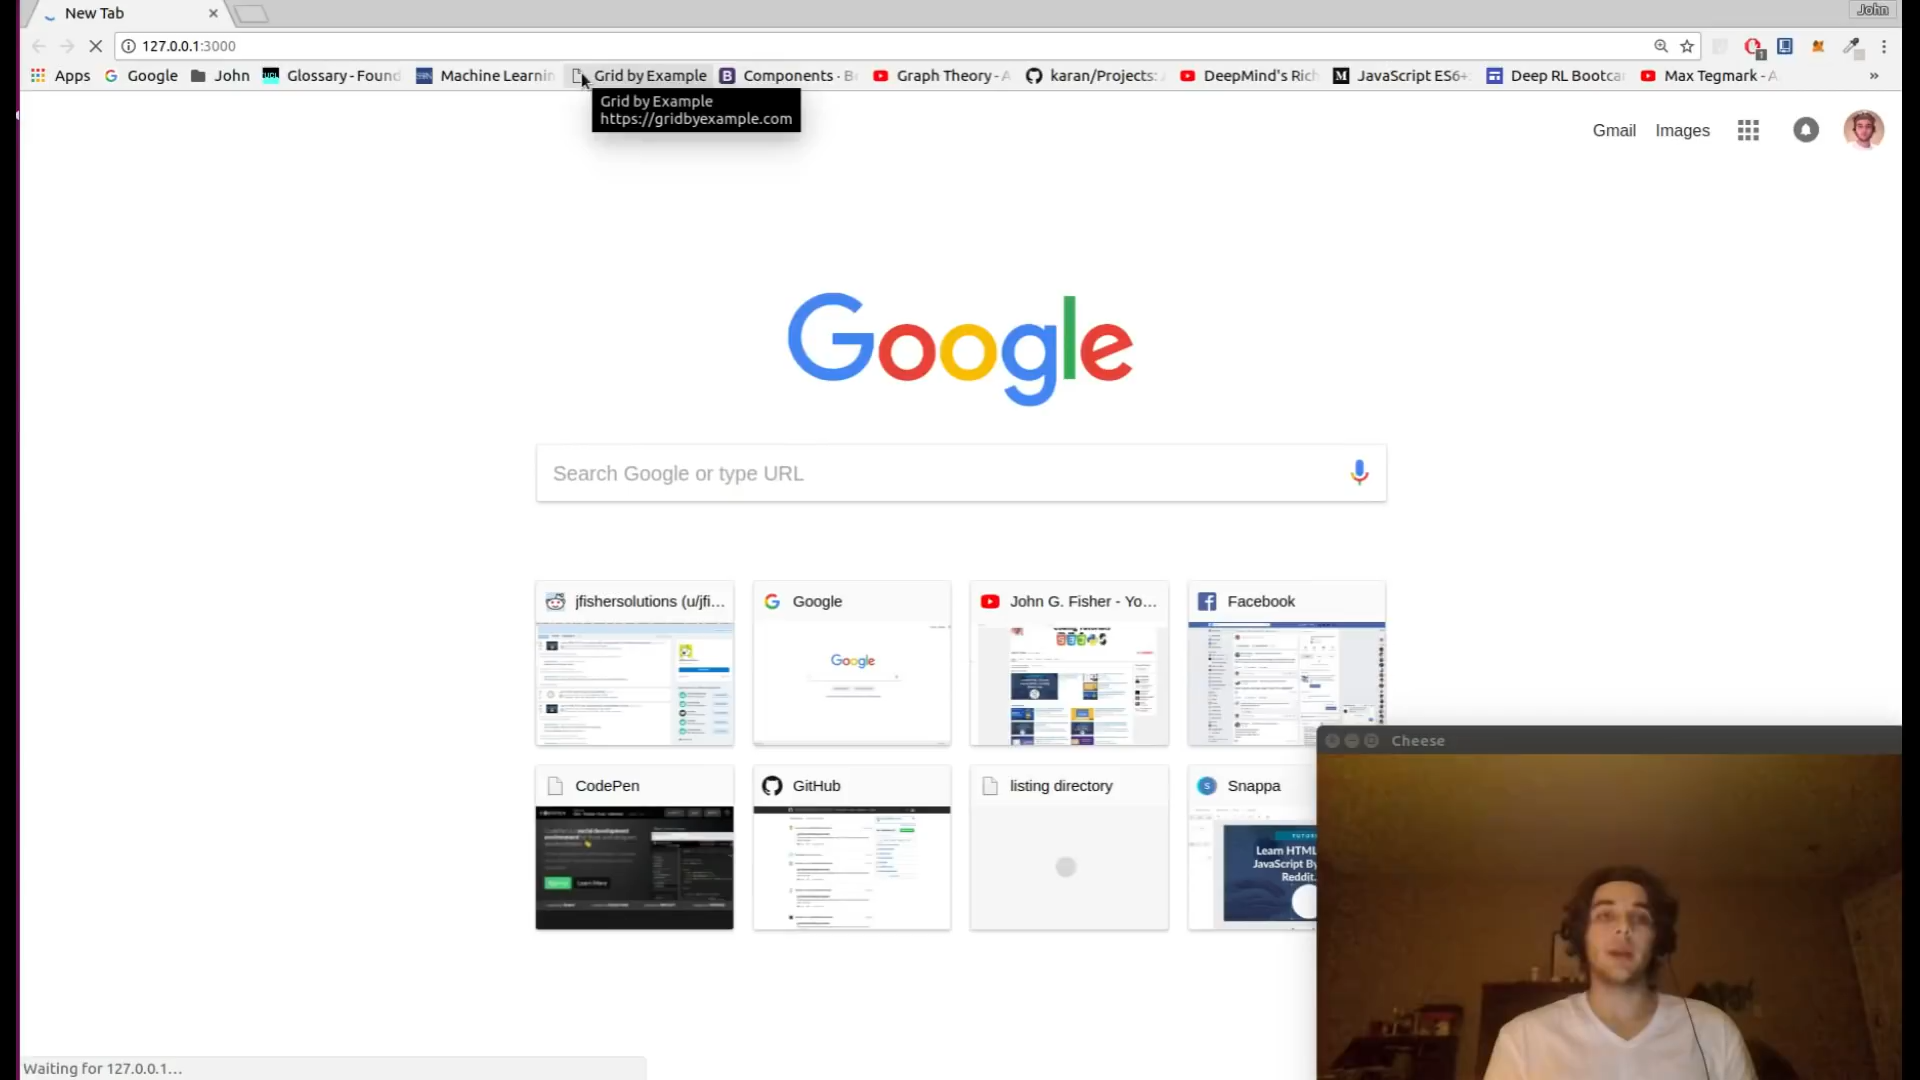 New Tab
John
127.0.0.1:3000
Apps
Google
John
Glossary - Found
Machine Learnin
Grid by Example
Components - B
Graph Theory - A
karan/Projects:
DeepMind's Rich
JavaScript ES6+
Deep RL Bootca
Max Tegmark - A
»
Grid by Example
https://gridbyexample.com
Gmail
Images
Google
Search Google or type URL
jfishersolutions (u/jfi...
Google
John G. Fisher - Yo...
Facebook
Google
CodePen
GitHub
listing directory
Snappa
Learn HTML
JavaScript By
Reddit.
Cheese
Waiting for 127.0.0.1...